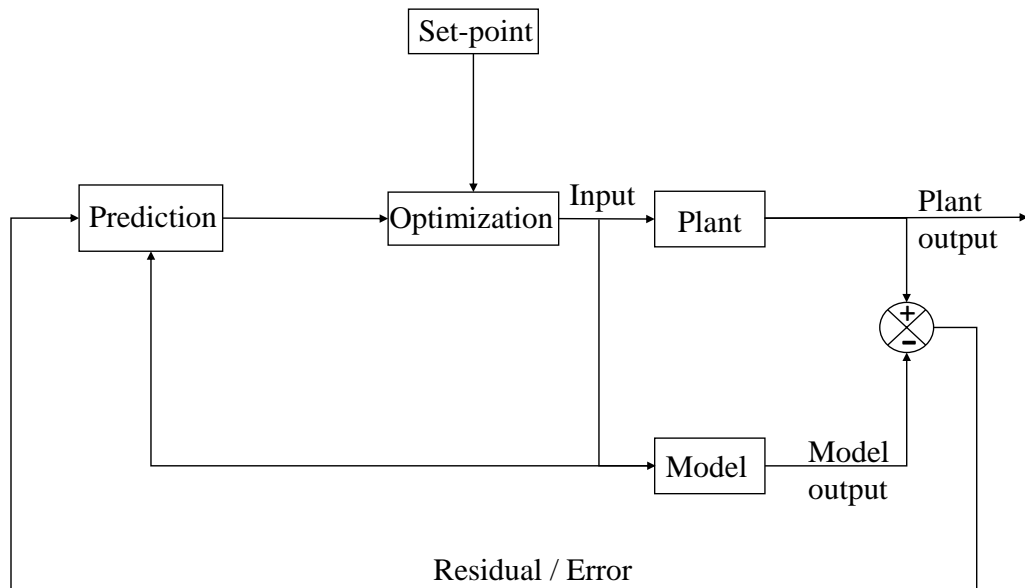 Set-point
Prediction
Optimization
Input
Plant
Plant
output
+
-
Model
Model
output
Residual / Error